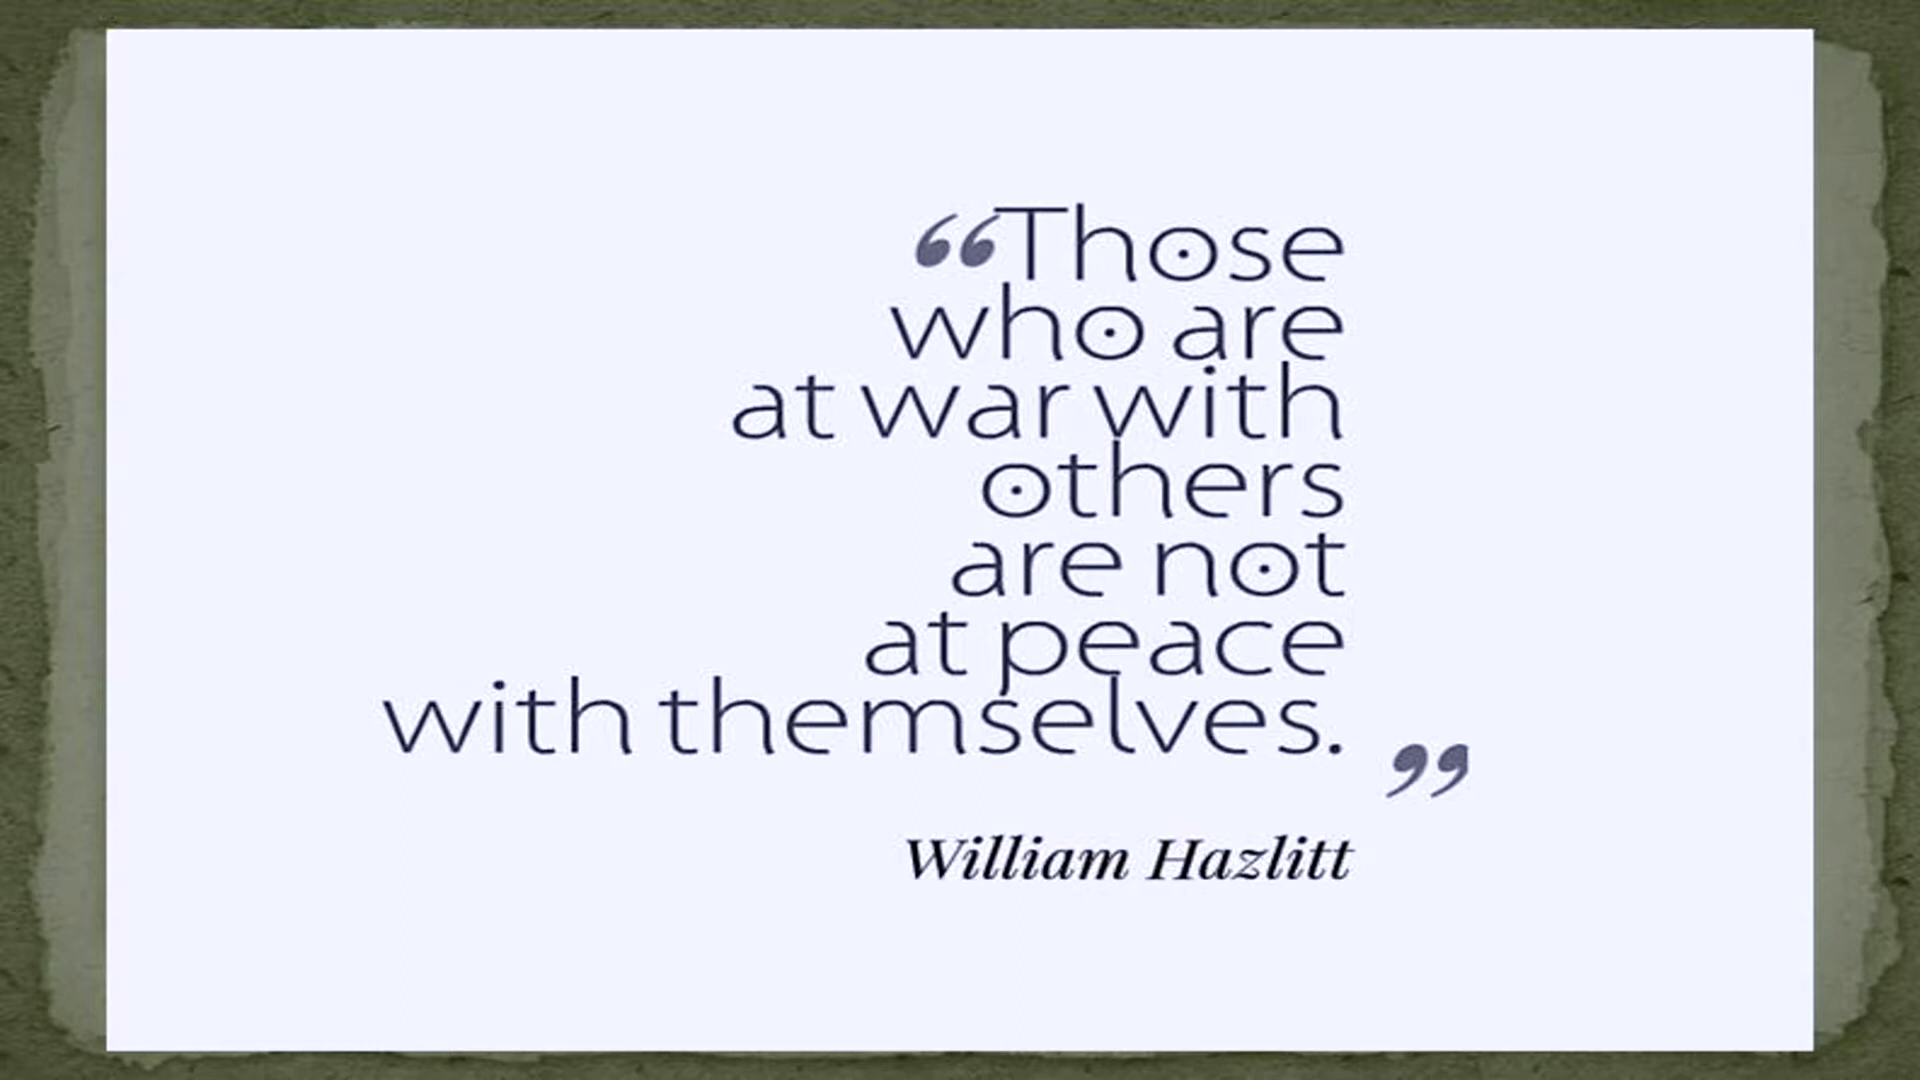 “Those
who are
at war with
others
are not
at peace
with themselves.”
William Hazlitt